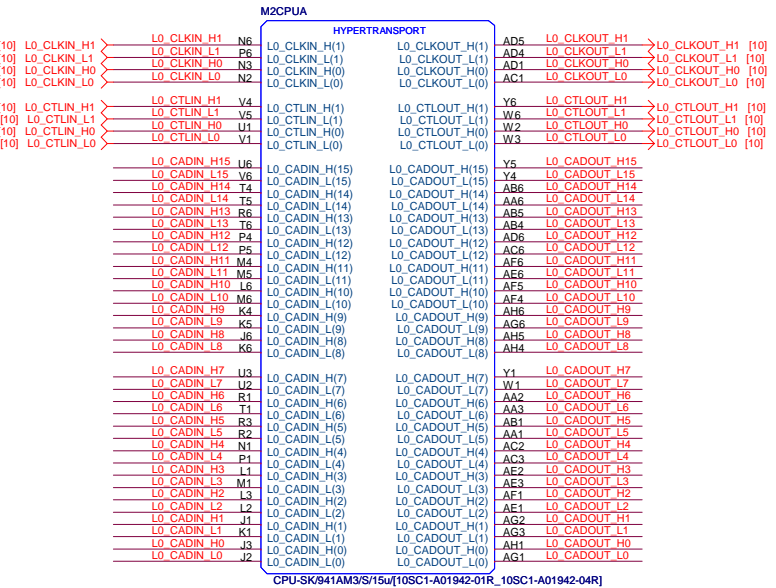 M2CPUA
HYPERTRANSPORT
[10] L0_CLKIN_H1 L0_CLKIN_H1 N6 L0_CLKIN_H(1) L0_CLKOUT_H(1) AD5 L0_CLKOUT_H1 L0_CLKOUT_H1 [10]
[10] L0_CLKIN_L1 L0_CLKIN_L1 P6 L0_CLKIN_L(1) L0_CLKOUT_L(1) AD4 L0_CLKOUT_L1 L0_CLKOUT_L1 [10]
[10] L0_CLKIN_H0 L0_CLKIN_H0 N3 L0_CLKIN_H(0) L0_CLKOUT_H(0) AD1 L0_CLKOUT_H0 L0_CLKOUT_H0 [10]
[10] L0_CLKIN_L0 L0_CLKIN_L0 N2 L0_CLKIN_L(0) L0_CLKOUT_L(0) AC1 L0_CLKOUT_L0 L0_CLKOUT_L0 [10]
[10] L0_CTLIN_H1 L0_CTLIN_H1 V4 L0_CTLIN_H(1) L0_CTLOUT_H(1) Y6 L0_CTLOUT_H1 L0_CTLOUT_H1 [10]
[10] L0_CTLIN_L1 L0_CTLIN_L1 V5 L0_CTLIN_L(1) L0_CTLOUT_L(1) W6 L0_CTLOUT_L1 L0_CTLOUT_L1 [10]
[10] L0_CTLIN_H0 L0_CTLIN_H0 U1 L0_CTLIN_H(0) L0_CTLOUT_H(0) W2 L0_CTLOUT_H0 L0_CTLOUT_H0 [10]
[10] L0_CTLIN_L0 L0_CTLIN_L0 V1 L0_CTLIN_L(0) L0_CTLOUT_L(0) W3 L0_CTLOUT_L0 L0_CTLOUT_L0 [10]
L0_CADIN_H15 U6 L0_CADIN_H(15) L0_CADOUT_H(15) Y5 L0_CADOUT_H15
L0_CADIN_L15 V6 L0_CADIN_L(15) L0_CADOUT_L(15) Y4 L0_CADOUT_L15
L0_CADIN_H14 T4 L0_CADIN_H(14) L0_CADOUT_H(14) AB6 L0_CADOUT_H14
L0_CADIN_L14 T5 L0_CADIN_L(14) L0_CADOUT_L(14) AA6 L0_CADOUT_L14
L0_CADIN_H13 R6 L0_CADIN_H(13) L0_CADOUT_H(13) AB5 L0_CADOUT_H13
L0_CADIN_L13 T6 L0_CADIN_L(13) L0_CADOUT_L(13) AB4 L0_CADOUT_L13
L0_CADIN_H12 P4 L0_CADIN_H(12) L0_CADOUT_H(12) AD6 L0_CADOUT_H12
L0_CADIN_L12 P5 L0_CADIN_L(12) L0_CADOUT_L(12) AC6 L0_CADOUT_L12
L0_CADIN_H11 M4 L0_CADIN_H(11) L0_CADOUT_H(11) AF6 L0_CADOUT_H11
L0_CADIN_L11 M5 L0_CADIN_L(11) L0_CADOUT_L(11) AE6 L0_CADOUT_L11
L0_CADIN_H10 L6 L0_CADIN_H(10) L0_CADOUT_H(10) AF5 L0_CADOUT_H10
L0_CADIN_L10 M6 L0_CADIN_L(10) L0_CADOUT_L(10) AF4 L0_CADOUT_L10
L0_CADIN_H9 K4 L0_CADIN_H(9) L0_CADOUT_H(9) AH6 L0_CADOUT_H9
L0_CADIN_L9 K5 L0_CADIN_L(9) L0_CADOUT_L(9) AG6 L0_CADOUT_L9
L0_CADIN_H8 J6 L0_CADIN_H(8) L0_CADOUT_H(8) AH5 L0_CADOUT_H8
L0_CADIN_L8 K6 L0_CADIN_L(8) L0_CADOUT_L(8) AH4 L0_CADOUT_L8
L0_CADIN_H7 U3 L0_CADIN_H(7) L0_CADOUT_H(7) Y1 L0_CADOUT_H7
L0_CADIN_L7 U2 L0_CADIN_L(7) L0_CADOUT_L(7) W1 L0_CADOUT_L7
L0_CADIN_H6 R1 L0_CADIN_H(6) L0_CADOUT_H(6) AA2 L0_CADOUT_H6
L0_CADIN_L6 T1 L0_CADIN_L(6) L0_CADOUT_L(6) AA3 L0_CADOUT_L6
L0_CADIN_H5 R3 L0_CADIN_H(5) L0_CADOUT_H(5) AB1 L0_CADOUT_H5
L0_CADIN_L5 R2 L0_CADIN_L(5) L0_CADOUT_L(5) AA1 L0_CADOUT_L5
L0_CADIN_H4 N1 L0_CADIN_H(4) L0_CADOUT_H(4) AC2 L0_CADOUT_H4
L0_CADIN_L4 P1 L0_CADIN_L(4) L0_CADOUT_L(4) AC3 L0_CADOUT_L4
L0_CADIN_H3 L1 L0_CADIN_H(3) L0_CADOUT_H(3) AE2 L0_CADOUT_H3
L0_CADIN_L3 M1 L0_CADIN_L(3) L0_CADOUT_L(3) AE3 L0_CADOUT_L3
L0_CADIN_H2 L3 L0_CADIN_H(2) L0_CADOUT_H(2) AF1 L0_CADOUT_H2
L0_CADIN_L2 L2 L0_CADIN_L(2) L0_CADOUT_L(2) AE1 L0_CADOUT_L2
L0_CADIN_H1 J1 L0_CADIN_H(1) L0_CADOUT_H(1) AG2 L0_CADOUT_H1
L0_CADIN_L1 K1 L0_CADIN_L(1) L0_CADOUT_L(1) AG3 L0_CADOUT_L1
L0_CADIN_H0 J3 L0_CADIN_H(0) L0_CADOUT_H(0) AH1 L0_CADOUT_H0
L0_CADIN_L0 J2 L0_CADIN_L(0) L0_CADOUT_L(0) AG1 L0_CADOUT_L0
CPU-SK/941AM3/S/15u/[10SC1-A01942-01R_10SC1-A01942-04R]